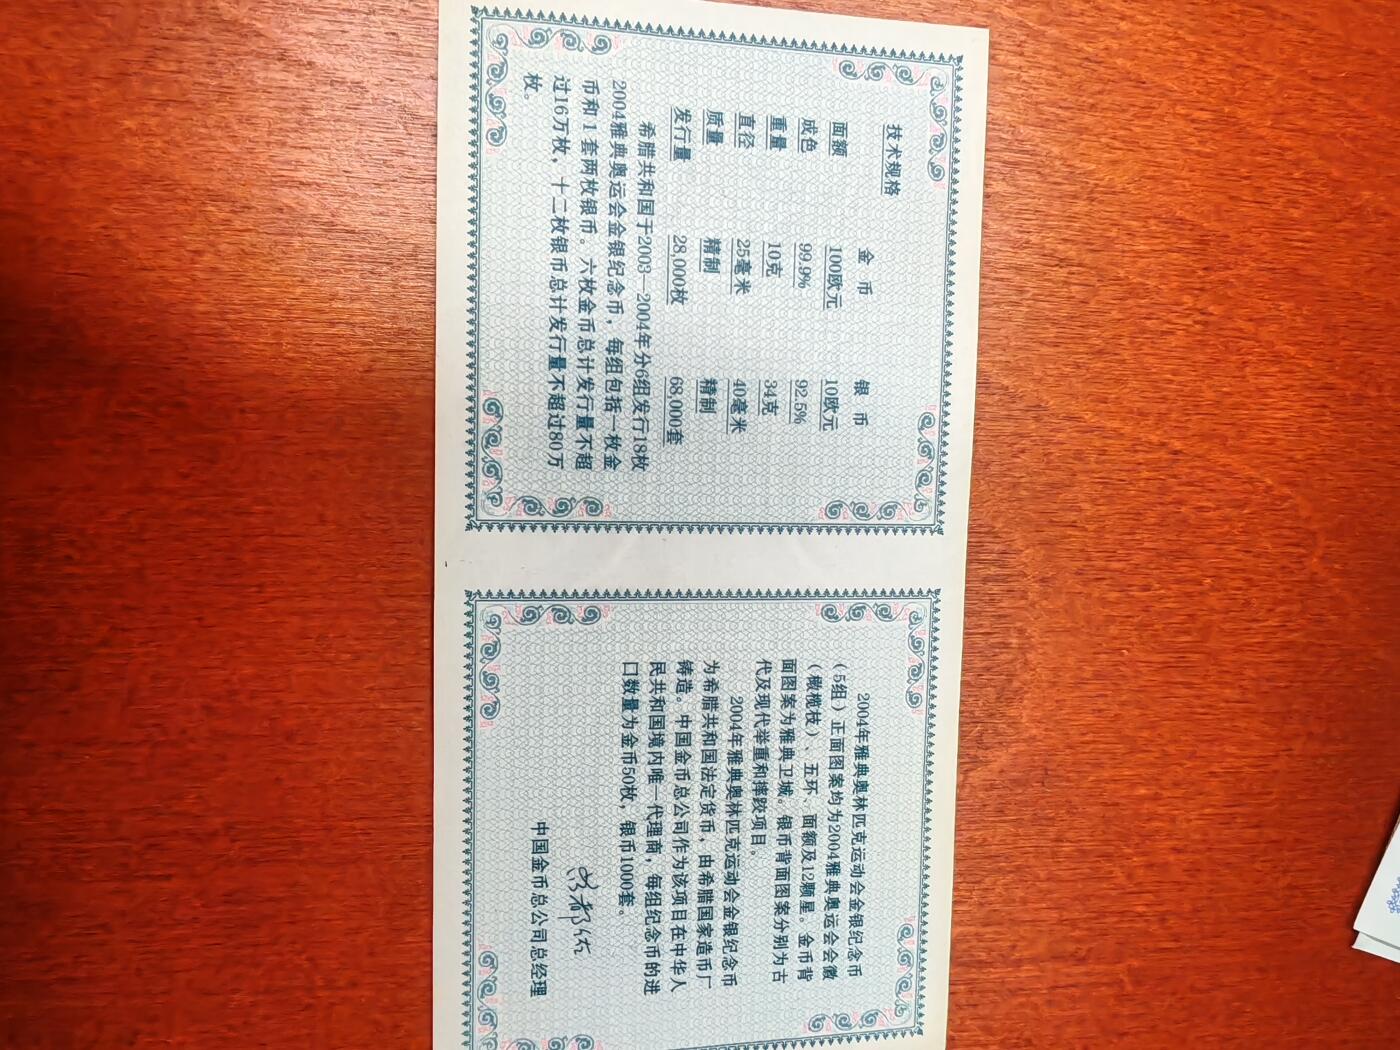 技术规格
金 币 银 币
面额 100欧元 10欧元
成色 99.9% 92.5%
重量 10克 34克
直径 25毫米 40毫米
质量 精制 精制
发行量 28,000枚 68,000套
希腊共和国于2003—2004年分6组发行18枚
2004雅典奥运会金银纪念币，每组包括一枚金
币和1套两枚银币。六枚金币总计发行量不超
过16万枚，十二枚银币总计发行量不超过80万
枚。
2004年雅典奥林匹克运动会金银纪念币
（5组）正面图案均为2004雅典奥运会会徽
（橄榄枝）、五环、面额及12颗星。金币背
面图案为雅典卫城。银币背面图案分别为古
代及现代举重和摔跤项目。
2004年雅典奥林匹克运动会金银纪念币
为希腊共和国法定货币，由希腊国家造币厂
铸造。中国金币总公司作为该项目在中华人
民共和国境内唯一代理商，每组纪念币的进
口数量为金币50枚，银币1000套。
中国金币总公司总经理